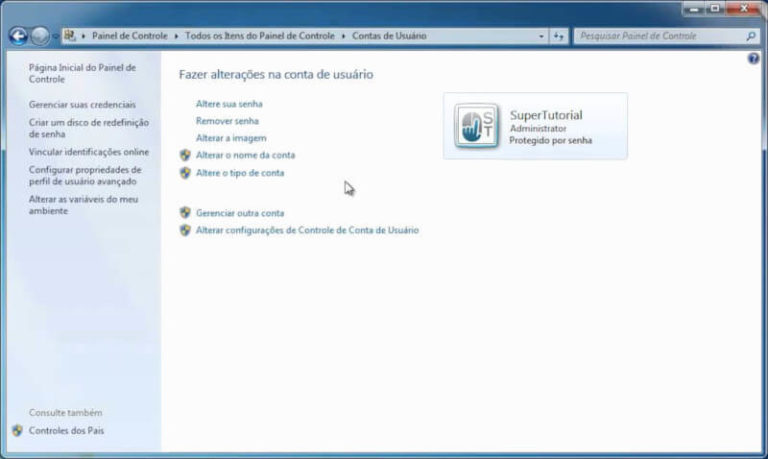 Painel de Controle Todos os Itens do Painel de Controle Contas de Usuário
Pesquisar Painel de Controle
Página Inicial do Painel de
Controle
Gerenciar suas credenciais
Criar um disco de redefinição
de senha
Vincular identificações online
Configurar propriedades de
perfil de usuário avançado
Alterar as variáveis do meu
ambiente
Consulte também
Controles dos Pais
Fazer alterações na conta de usuário
Altere sua senha
Remover senha
Alterar a imagem
Alterar o nome da conta
Altere o tipo de conta
Gerenciar outra conta
Alterar configurações de Controle de Conta de Usuário
ST
SuperTutorial
Administrator
Protegido por senha